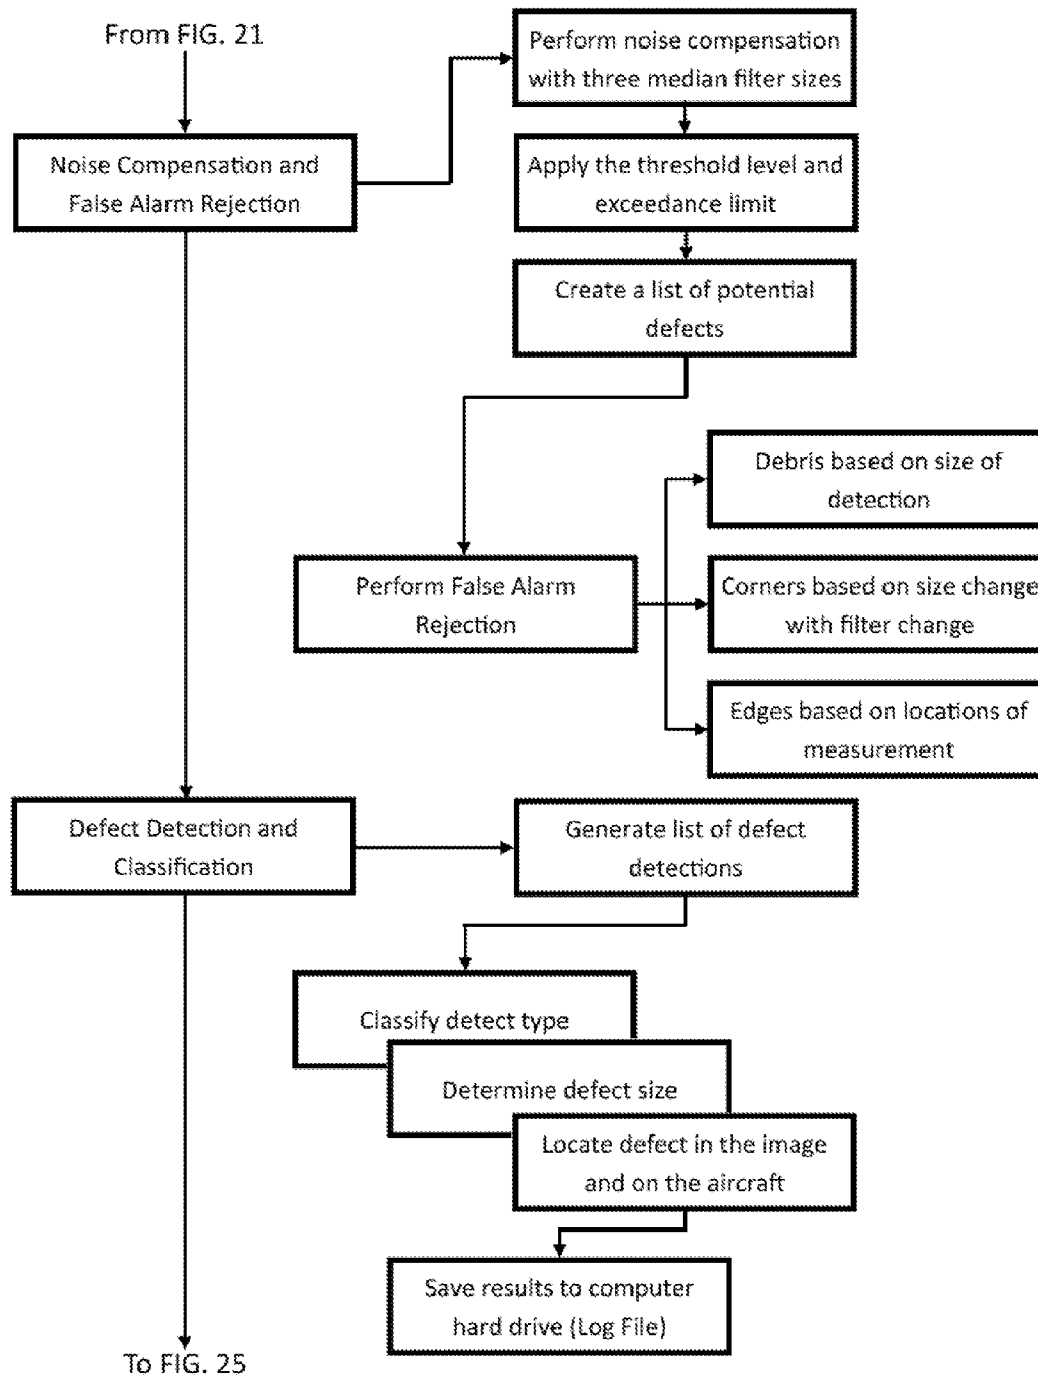 From FIG. 21
Perform noise compensation
with three median filter sizes
Noise Compensation and
False Alarm Rejection
Apply the threshold level and
exceedance limit
Create a list of potential
defects
Debris based on size of
detection
Perform False Alarm
Rejection
Corners based on size change
with filter change
Edges based on locations of
measurement
Defect Detection and
Classification
Generate list of defect
detections
Classify detect type
Determine defect size
Locate defect in the image
and on the aircraft
Save results to computer
hard drive (Log File)
To FIG. 25